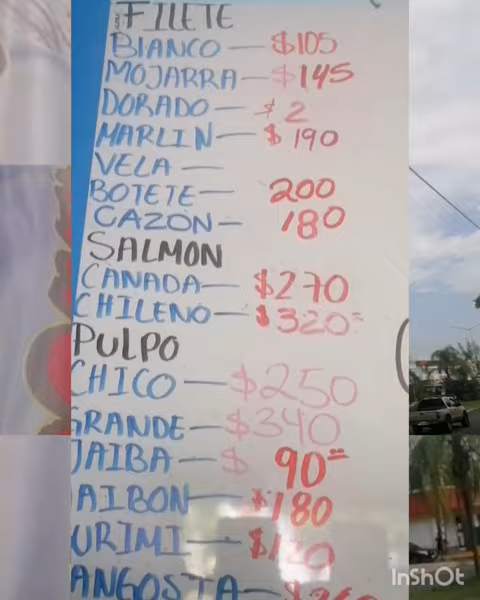 FILETE
BIANCO — $105
MOJARRA — $145
DORADO — $2
MARLIN — $190
VELA —
BOTETE — 200
CAZON — 180
SALMON
CANADA — $270
CHILENO — $320=
PULPO
CHICO — $250
GRANDE — $340
JAIBA — $90=
AIBON — $180
URIMI — $120
ANGOSTA —
InShOt